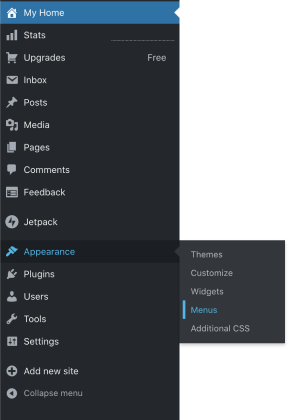 My Home
Stats
Upgrades Free
Inbox
Posts
Media
Pages
Comments
Feedback
Jetpack
Appearance
Themes
Customize
Widgets
Menus
Additional CSS
Plugins
Users
Tools
Settings
Add new site
Collapse menu